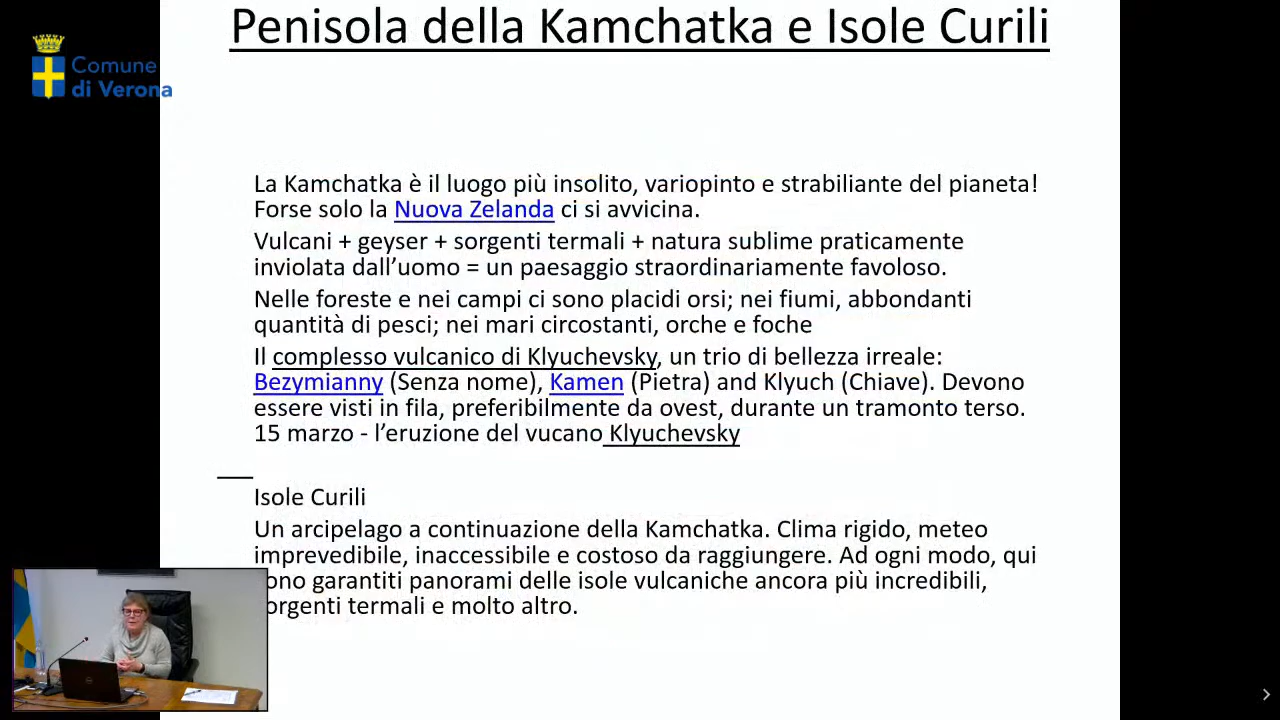 Penisola della Kamchatka e Isole Curili
Comune
di Verona
La Kamchatka è il luogo più insolito, variopinto e strabiliante del pianeta!
Forse solo la Nuova Zelanda ci si avvicina.
Vulcani + geyser + sorgenti termali + natura sublime praticamente
inviolata dall’uomo = un paesaggio straordinariamente favoloso.
Nelle foreste e nei campi ci sono placidi orsi; nei fiumi, abbondanti
quantità di pesci; nei mari circostanti, orche e foche
Il complesso vulcanico di Klyuchevsky, un trio di bellezza irreale:
Bezymianny (Senza nome), Kamen (Pietra) and Klyuch (Chiave). Devono
essere visti in fila, preferibilmente da ovest, durante un tramonto terso.
15 marzo - l’eruzione del vucano Klyuchevsky
Isole Curili
Un arcipelago a continuazione della Kamchatka. Clima rigido, meteo
imprevedibile, inaccessibile e costoso da raggiungere. Ad ogni modo, qui
ono garantiti panorami delle isole vulcaniche ancora più incredibili,
orgenti termali e molto altro.